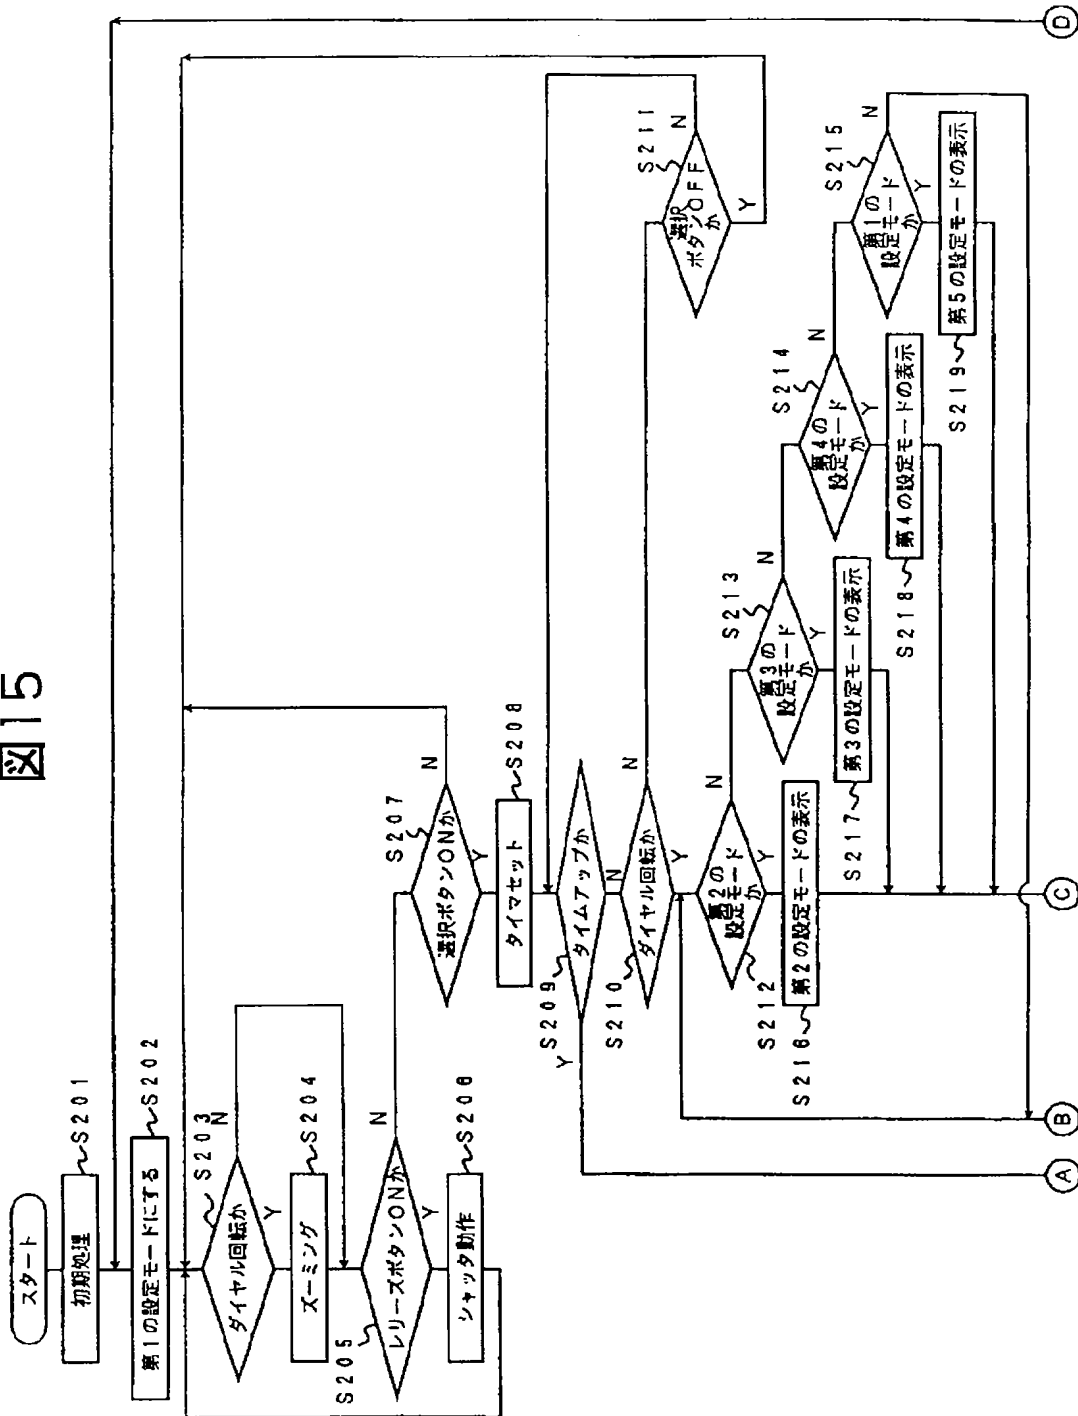 図15
スタート
初期処理
S201
第1の設定モードにする
S202
ダイヤル回転か
S203
N
Y
ズーミング
S204
レリーズボタンONか
S205
N
Y
シャッタ動作
S206
選択ボタンONか
S207
N
Y
タイマセット
S208
タイムアップか
S209
Y
N
ダイヤル回転か
S210
N
Y
選択
ボタンOFF
か
S211
N
Y
第2の
設定モード
か
S212
N
Y
第3の
設定モード
か
S213
N
Y
第4の
設定モード
か
S214
N
Y
第1の
設定モード
か
S215
N
Y
第2の設定モードの表示
S216
第3の設定モードの表示
S217
第4の設定モードの表示
S218
第5の設定モードの表示
S219
A
B
C
D